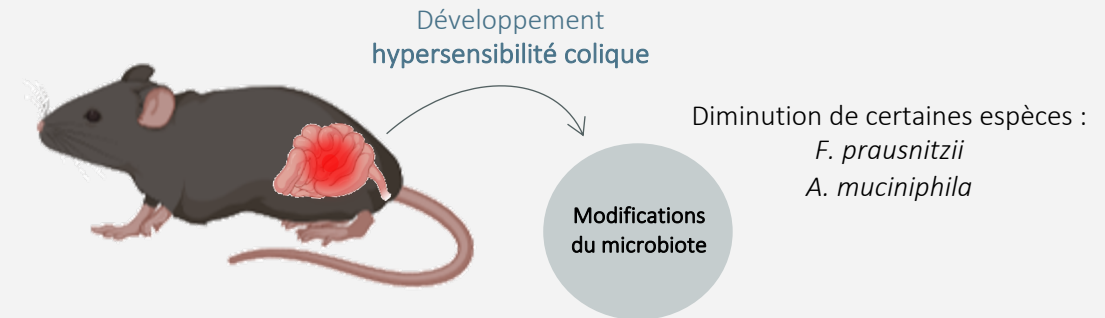 Développement
hypersensibilité colique
Diminution de certaines espèces :
F. prausnitzii
A. muciniphila
Modifications
du microbiote